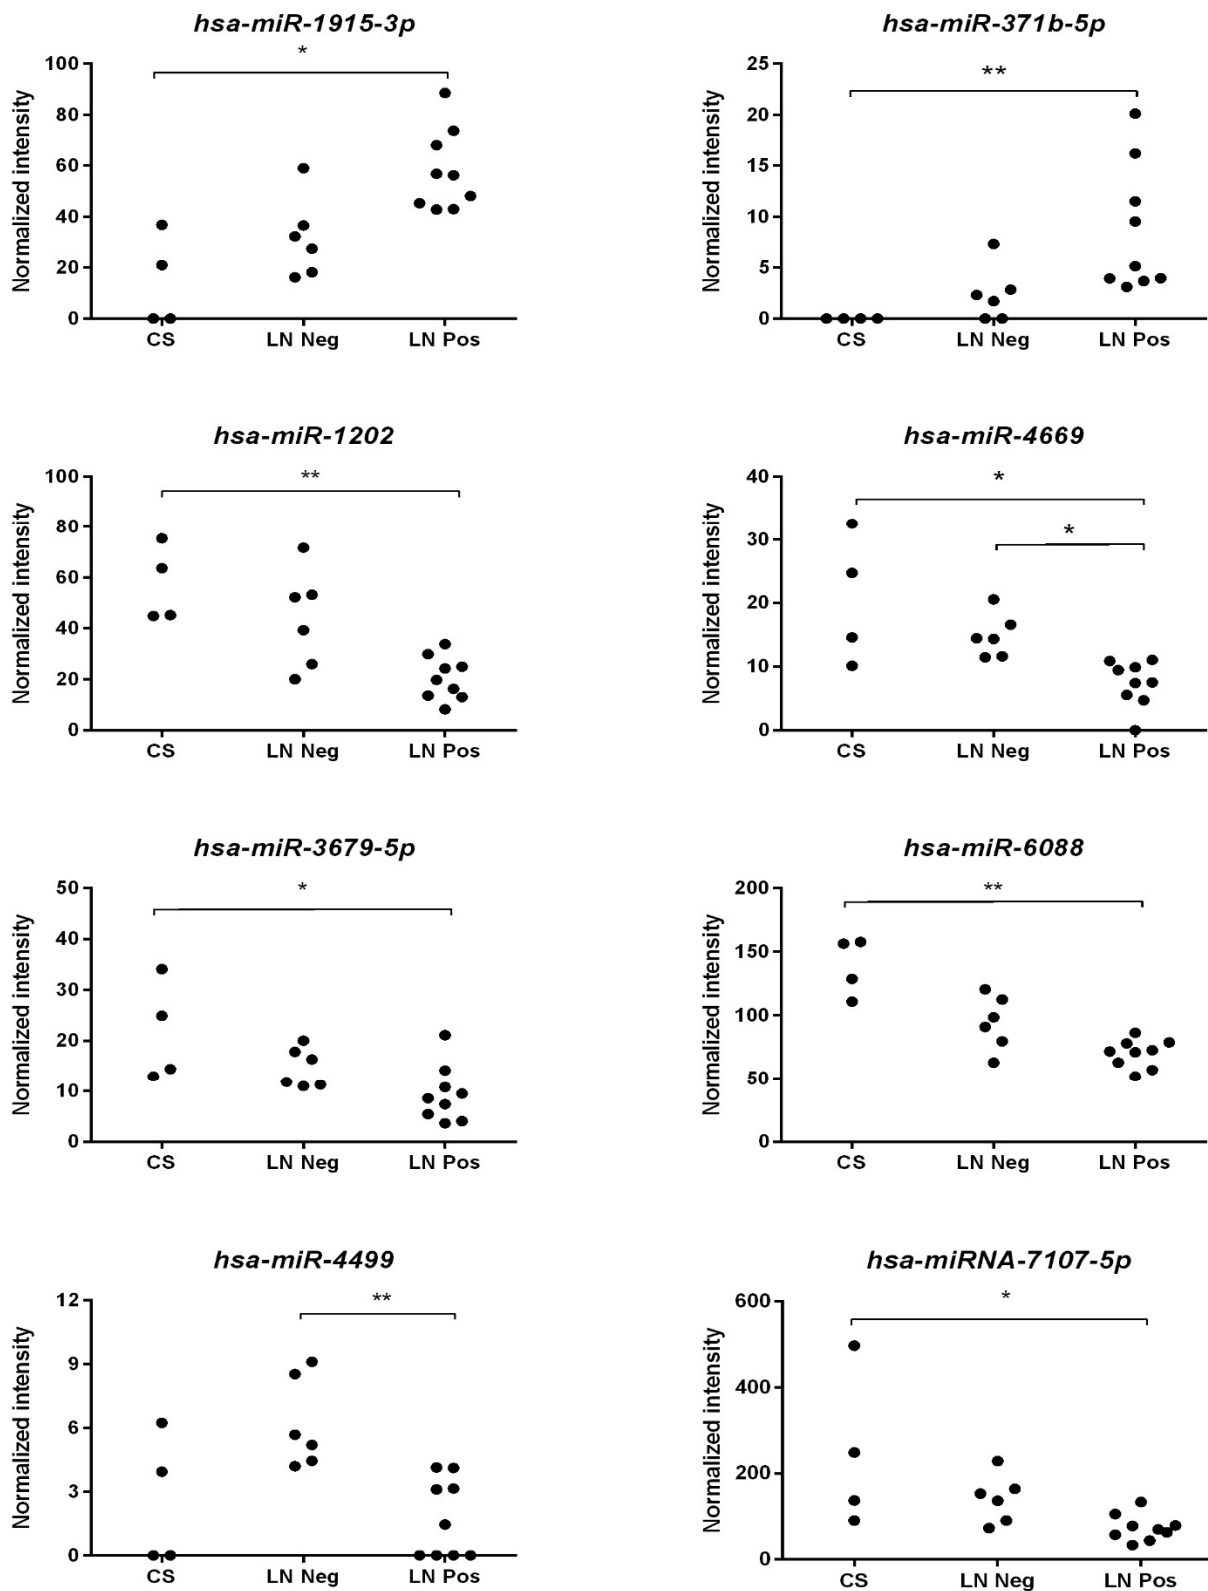 hsa-miR-1915-3p
*
Normalized intensity
100
80
60
40
20
0
CS LN Neg LN Pos
hsa-miR-371b-5p
**
Normalized intensity
25
20
15
10
5
0
CS LN Neg LN Pos
hsa-miR-1202
**
Normalized intensity
100
80
60
40
20
0
CS LN Neg LN Pos
hsa-miR-4669
*
*
Normalized intensity
40
30
20
10
0
CS LN Neg LN Pos
hsa-miR-3679-5p
*
Normalized intensity
50
40
30
20
10
0
CS LN Neg LN Pos
hsa-miR-6088
**
Normalized intensity
200
150
100
50
0
CS LN Neg LN Pos
hsa-miR-4499
**
Normalized intensity
12
9
6
3
0
CS LN Neg LN Pos
hsa-miRNA-7107-5p
*
Normalized intensity
600
400
200
0
CS LN Neg LN Pos